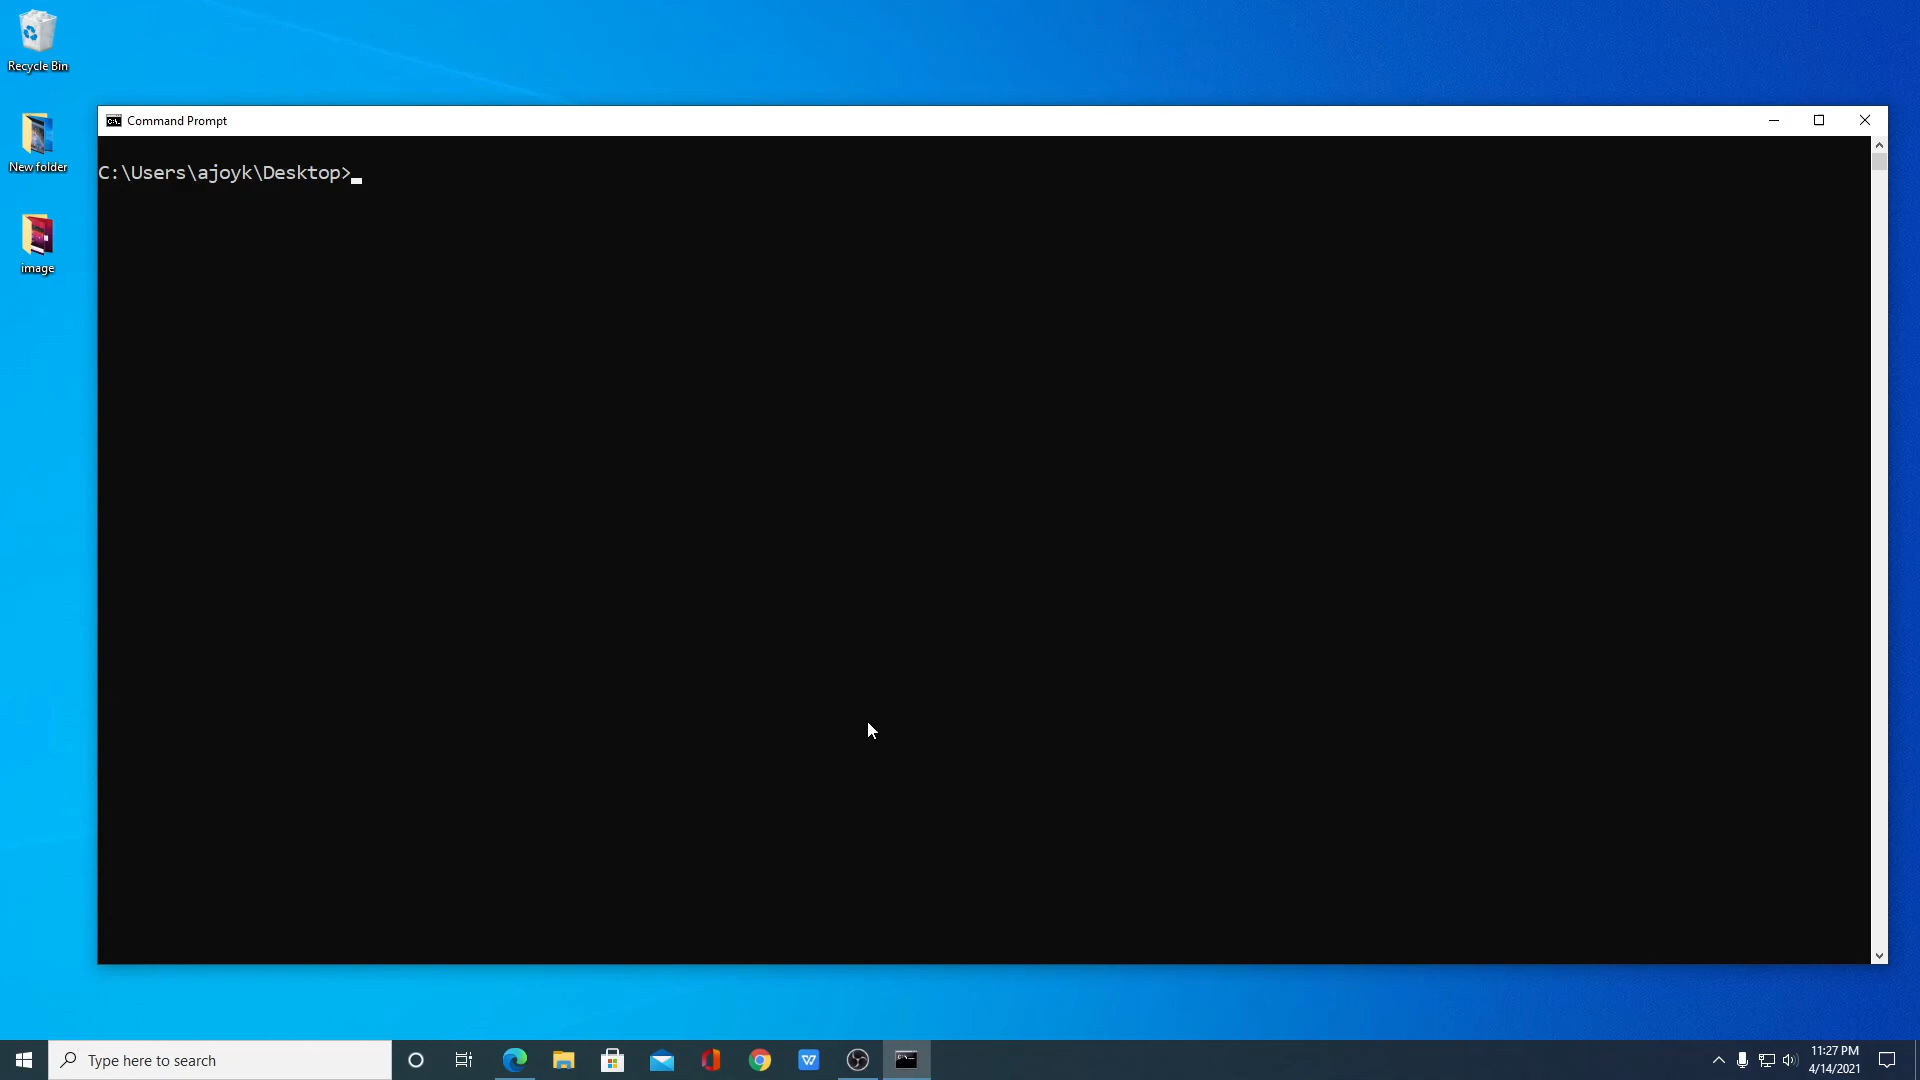 Recycle Bin
New folder
image
Command Prompt
C:\Users\ajoyk\Desktop>
Type here to search
11:27 PM
4/14/2021